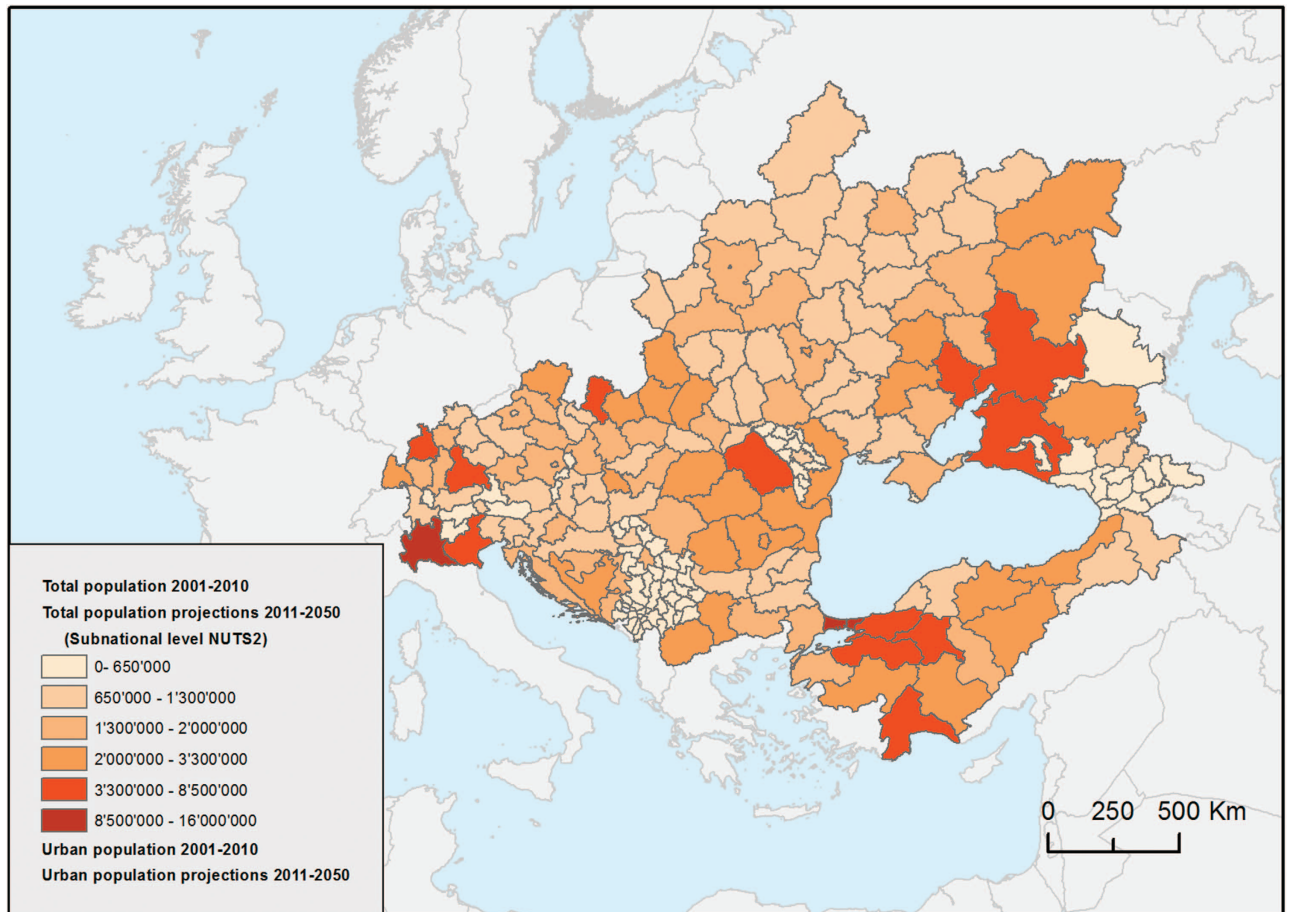 Total population 2001-2010
Total population projections 2011-2050
(Subnational level NUTS2)
0- 650'000
650'000 - 1'300'000
1'300'000 - 2'000'000
2'000'000 - 3'300'000
3'300'000 - 8'500'000
8'500'000 - 16'000'000
Urban population 2001-2010
Urban population projections 2011-2050
0 250 500 Km